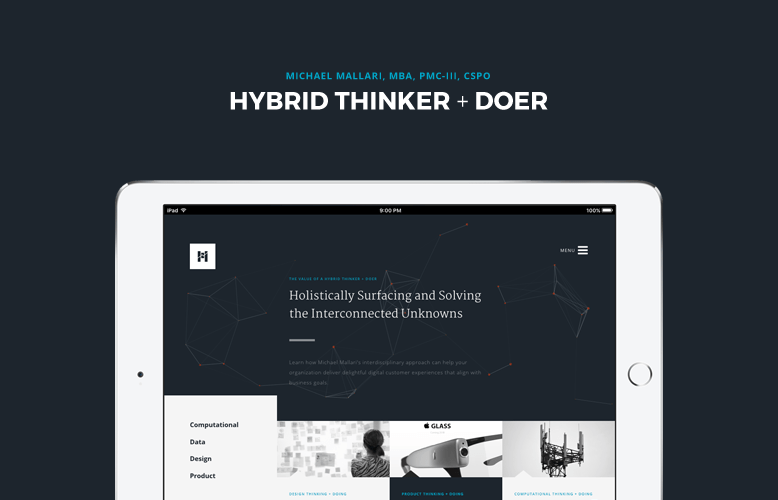 MICHAEL MALLARI, MBA, PMC-III, CSPO
HYBRID THINKER + DOER
iPad
9:00 PM
100%
MENU
THE VALUE OF A HYBRID THINKER + DOER
Holistically Surfacing and Solving
the Interconnected Unknowns
Learn how Michael Mallari's interdisciplinary approach can help your
organization deliver delightful digital customer experiences that align with
business goals.
Computational
Data
Design
Product
GLASS
DESIGN THINKING + DOING
PRODUCT THINKING + DOING
COMPUTATIONAL THINKING + DOING